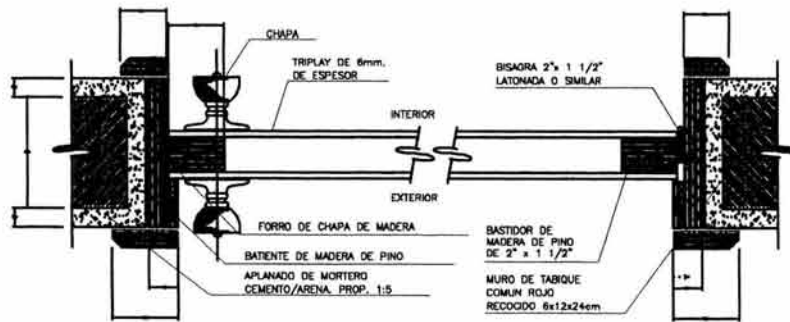 CHAPA
TRIPLAY DE 6mm.
DE ESPESOR
BISAGRA 2"x 1 1/2"
LATONADA O SIMILAR
INTERIOR
EXTERIOR
FORRO DE CHAPA DE MADERA
BATIENTE DE MADERA DE PINO
APLANADO DE MORTERO
CEMENTO/ARENA. PROP. 1:5
BASTIDOR DE
MADERA DE PINO
DE 2" x 1 1/2"
MURO DE TABIQUE
COMUN ROJO
RECOCIDO 6x12x24cm